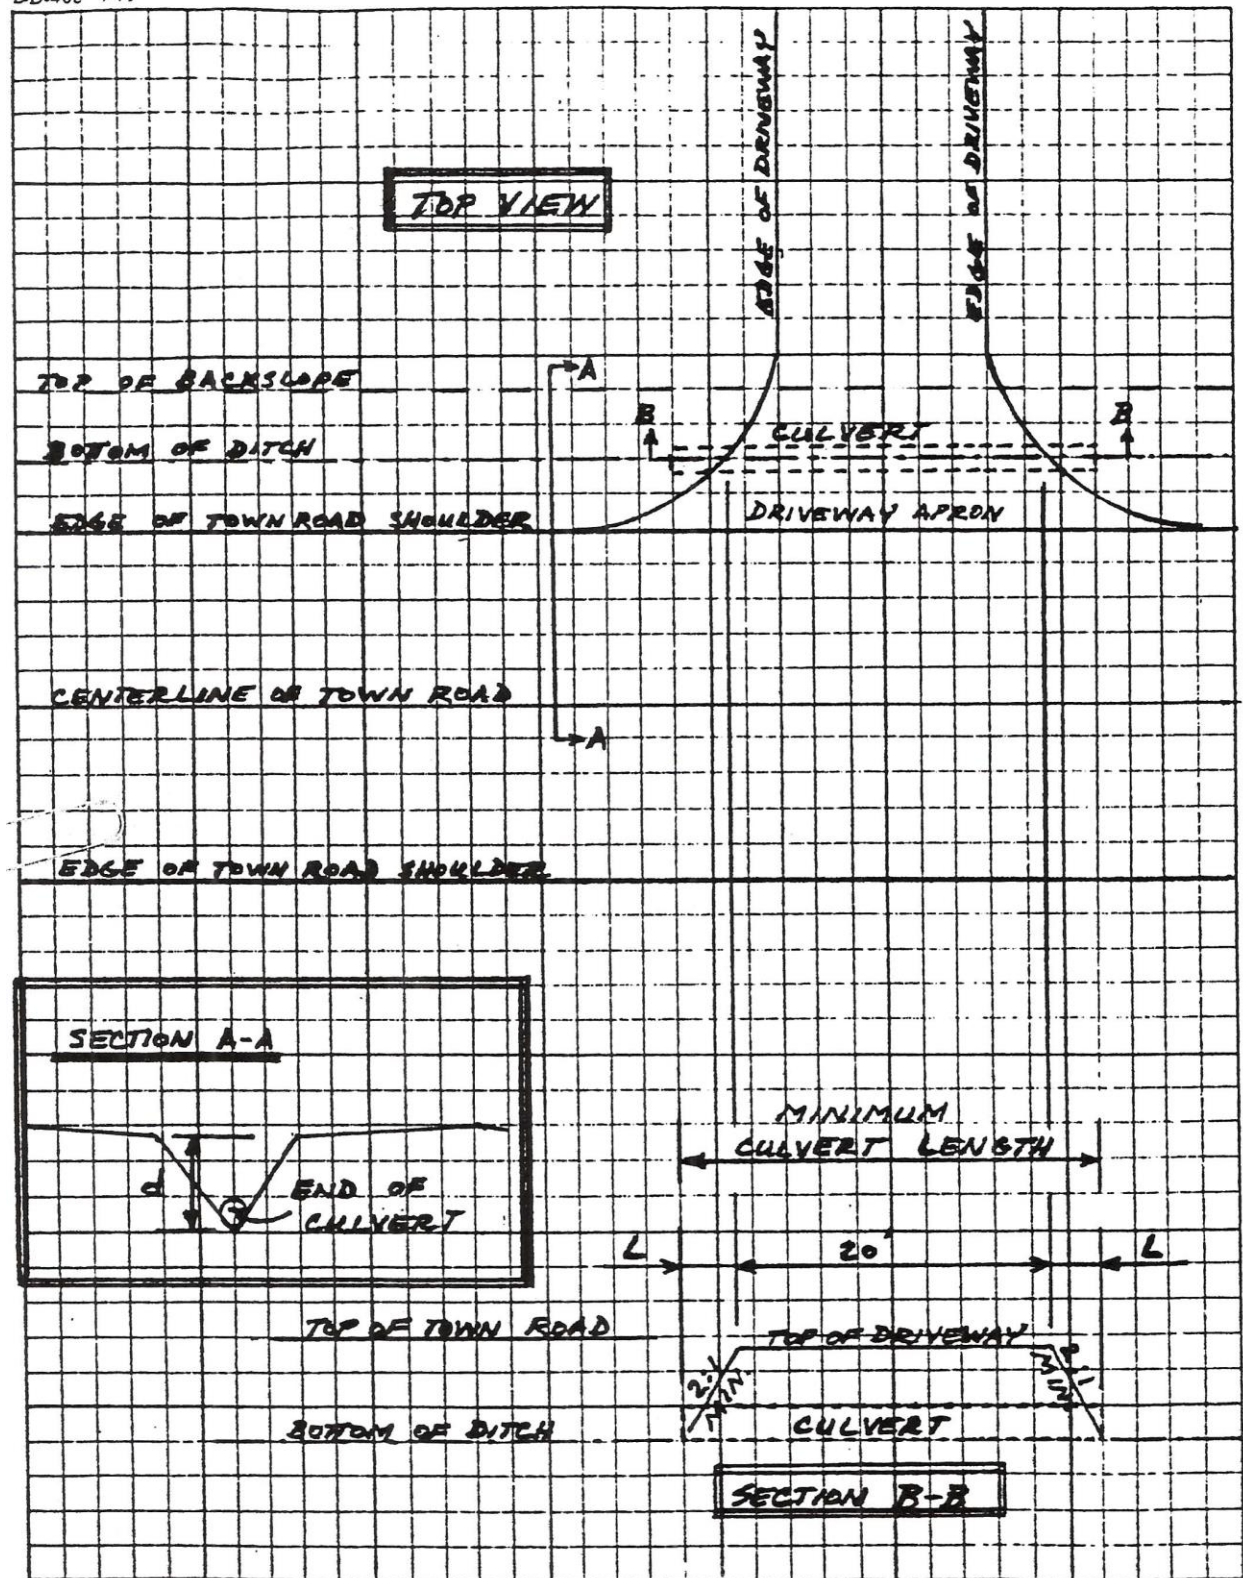 TOP VIEW
EDGE OF DRIVEWAY
EDGE OF DRIVEWAY
TOP OF BACKSLOPE
A
B
B
CULVERT
BOTTOM OF DITCH
EDGE OF TOWN ROAD SHOULDER
DRIVEWAY APRON
CENTERLINE OF TOWN ROAD
A
EDGE OF TOWN ROAD SHOULDER
SECTION A-A
d
END OF
CULVERT
MINIMUM
CULVERT LENGTH
L
20'
L
TOP OF TOWN ROAD
TOP OF DRIVEWAY
2:1
MIN.
2:1
MIN
BOTTOM OF DITCH
CULVERT
SECTION B-B